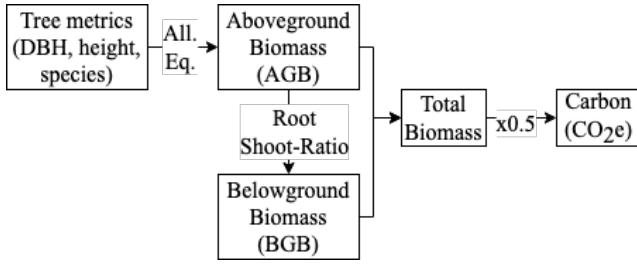 Tree metrics
(DBH, height,
species)
All.
Eq.
Aboveground
Biomass
(AGB)
Root
Shoot-Ratio
Belowground
Biomass
(BGB)
Total
Biomass
x0.5
Carbon
(CO2e)